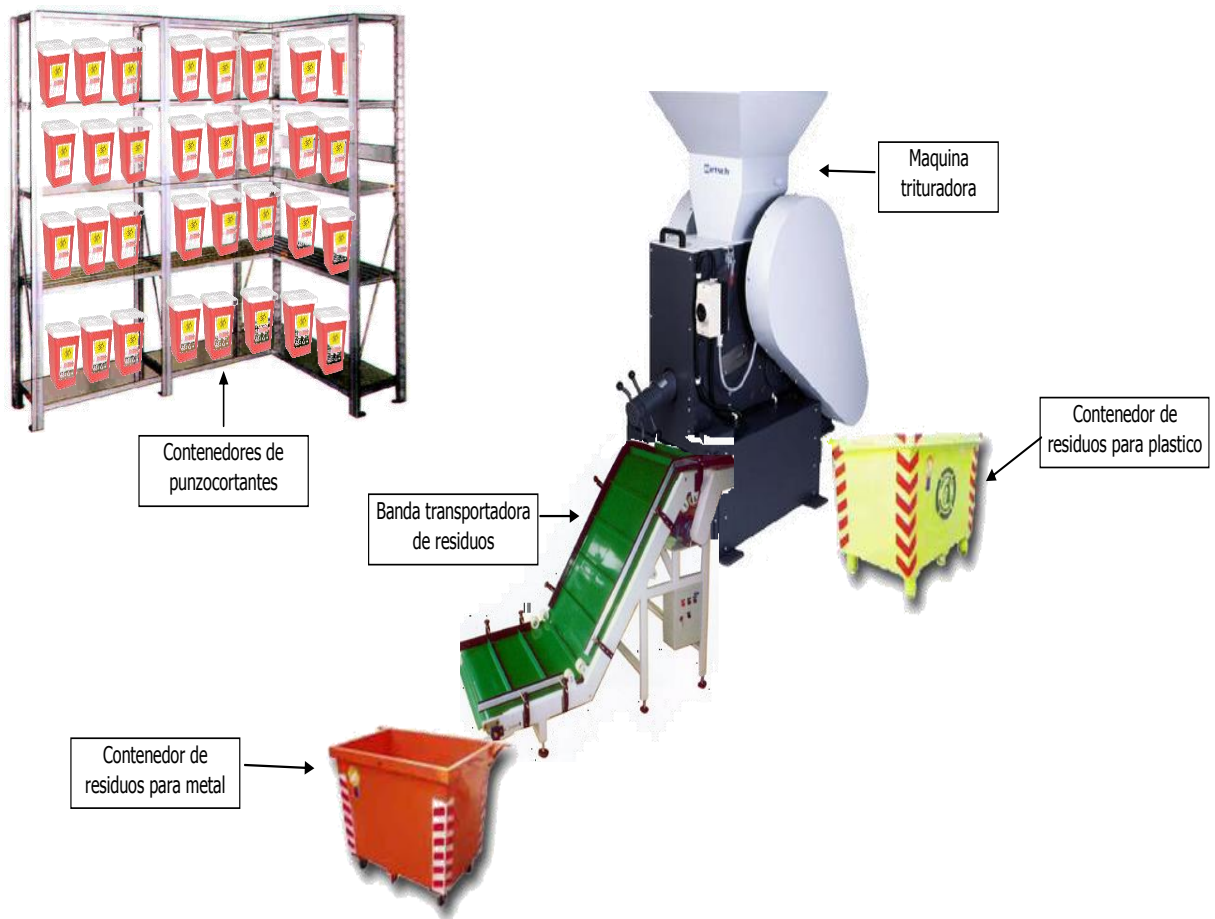 Maquina
trituradora
Contenedor de
residuos para plastico
Contenedores de
punzocortantes
Banda transportadora
de residuos
Contenedor de
residuos para metal